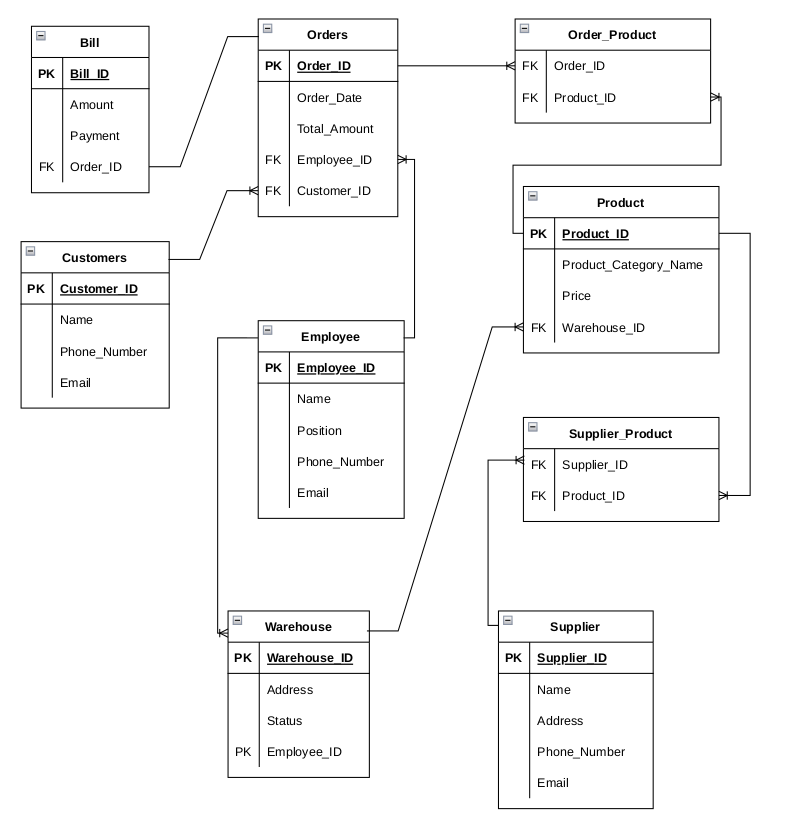 Bill
PK Bill_ID
Amount
Payment
FK Order_ID
Orders
PK Order_ID
Order_Date
Total_Amount
FK Employee_ID
FK Customer_ID
Order_Product
FK Order_ID
FK Product_ID
Customers
PK Customer_ID
Name
Phone_Number
Email
Product
PK Product_ID
Product_Category_Name
Price
FK Warehouse_ID
Employee
PK Employee_ID
Name
Position
Phone_Number
Email
Supplier_Product
FK Supplier_ID
FK Product_ID
Warehouse
PK Warehouse_ID
Address
Status
PK Employee_ID
Supplier
PK Supplier_ID
Name
Address
Phone_Number
Email